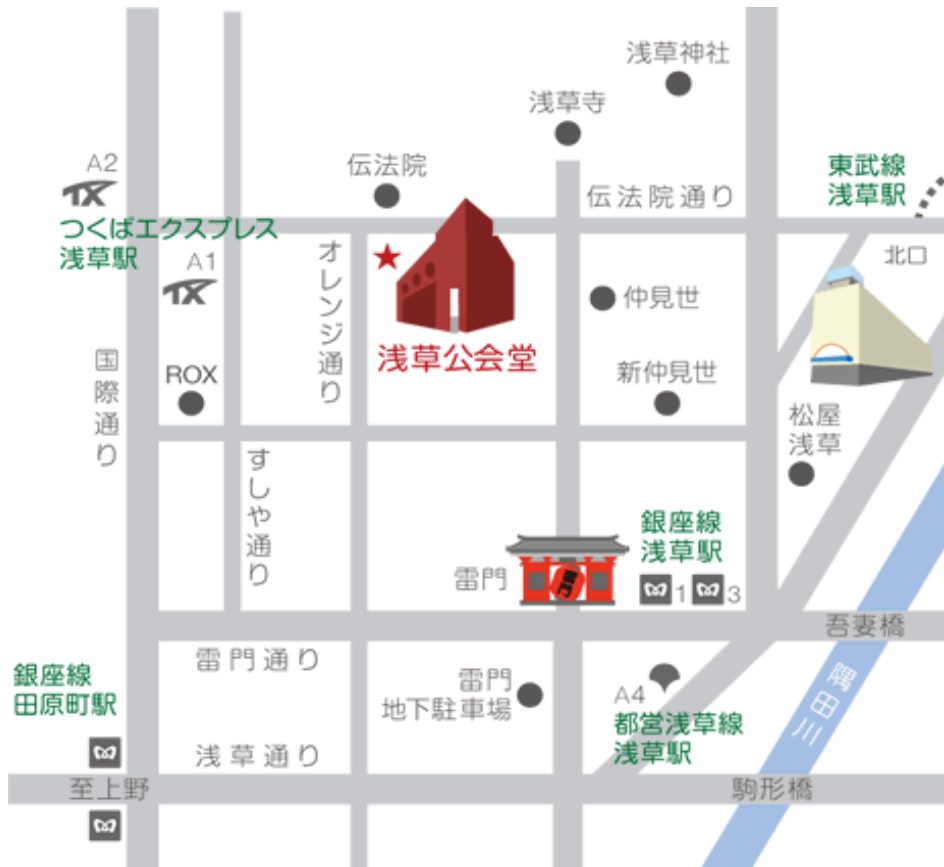 浅草神社
浅草寺
A2
伝法院
東武線
浅草駅
伝法院通り
TX
つくばエクスプレス
浅草駅
北口
A1
TX
オレンジ通り
仲見世
国際通り
浅草公会堂
ROX
新仲見世
松屋
浅草
すしや通り
銀座線
浅草駅
雷門
1
3
吾妻橋
雷門通り
銀座線
田原町駅
雷門
地下駐車場
A4
隅田川
都営浅草線
浅草駅
浅草通り
至上野
駒形橋